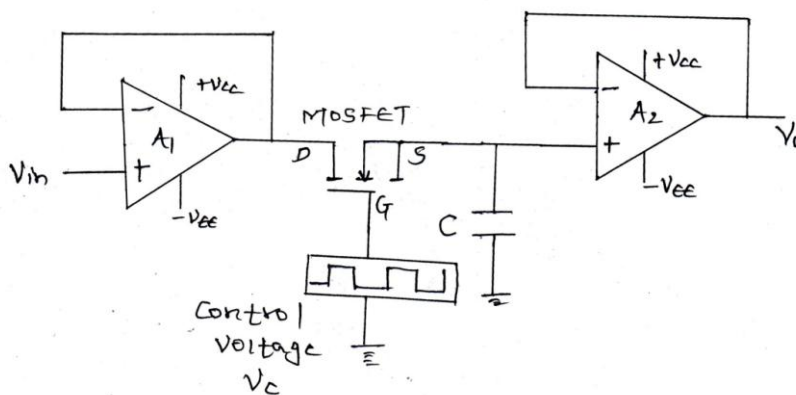 +VCC
A1
-
+
Vin
-VEE
MOSFET
D
S
G
C
Control
voltage
Vc
+VCC
A2
-
+
-VEE